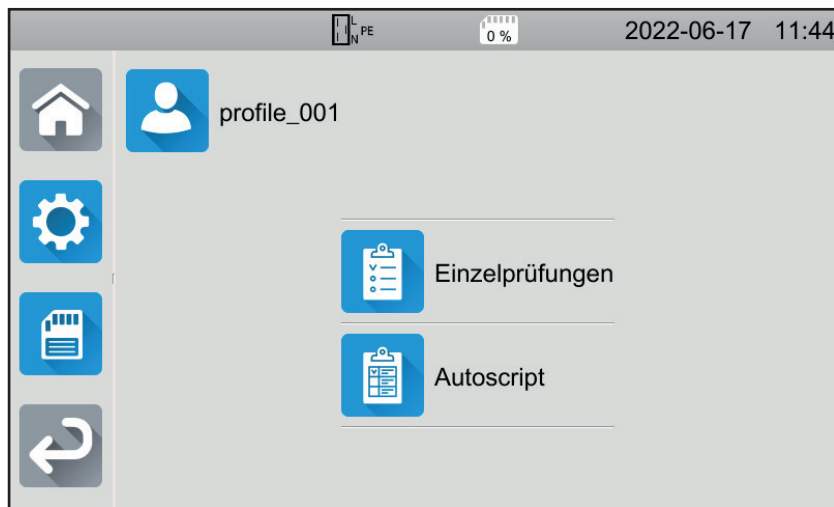 L
N PE
0 %
2022-06-17 11:44
profile_001
Einzelprüfungen
Autoscript